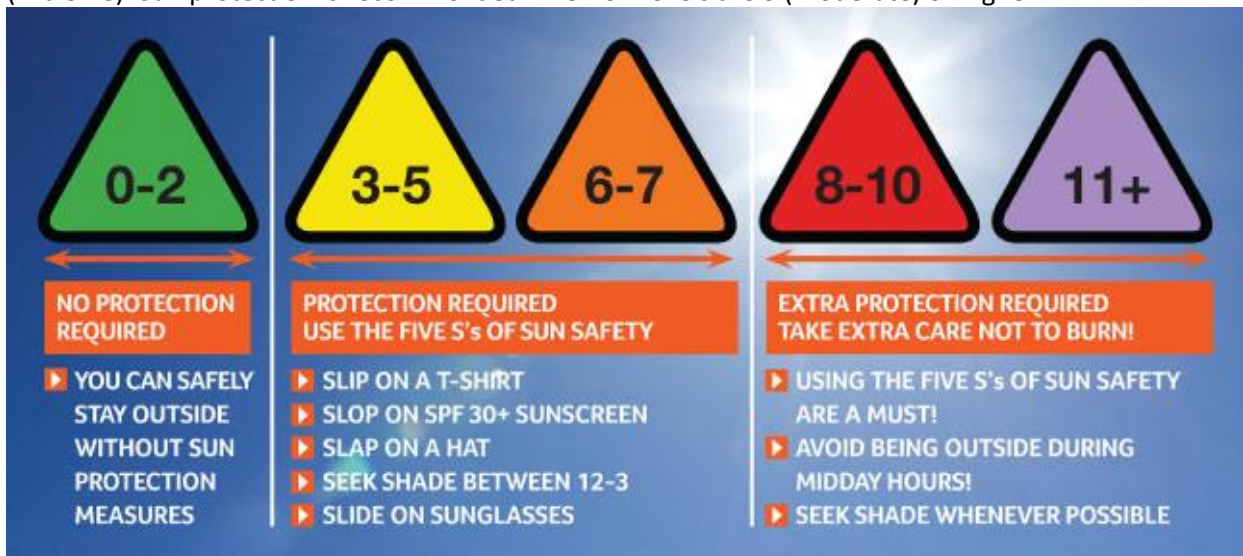 0-2
3-5
6-7
8-10
11+
NO PROTECTION
REQUIRED
YOU CAN SAFELY
STAY OUTSIDE
WITHOUT SUN
PROTECTION
MEASURES
PROTECTION REQUIRED
USE THE FIVE S's OF SUN SAFETY
SLIP ON A T-SHIRT
SLOP ON SPF 30+ SUNSCREEN
SLAP ON A HAT
SEEK SHADE BETWEEN 12-3
SLIDE ON SUNGLASSES
EXTRA PROTECTION REQUIRED
TAKE EXTRA CARE NOT TO BURN!
USING THE FIVE S's OF SUN SAFETY
ARE A MUST!
AVOID BEING OUTSIDE DURING
MIDDAY HOURS!
SEEK SHADE WHENEVER POSSIBLE